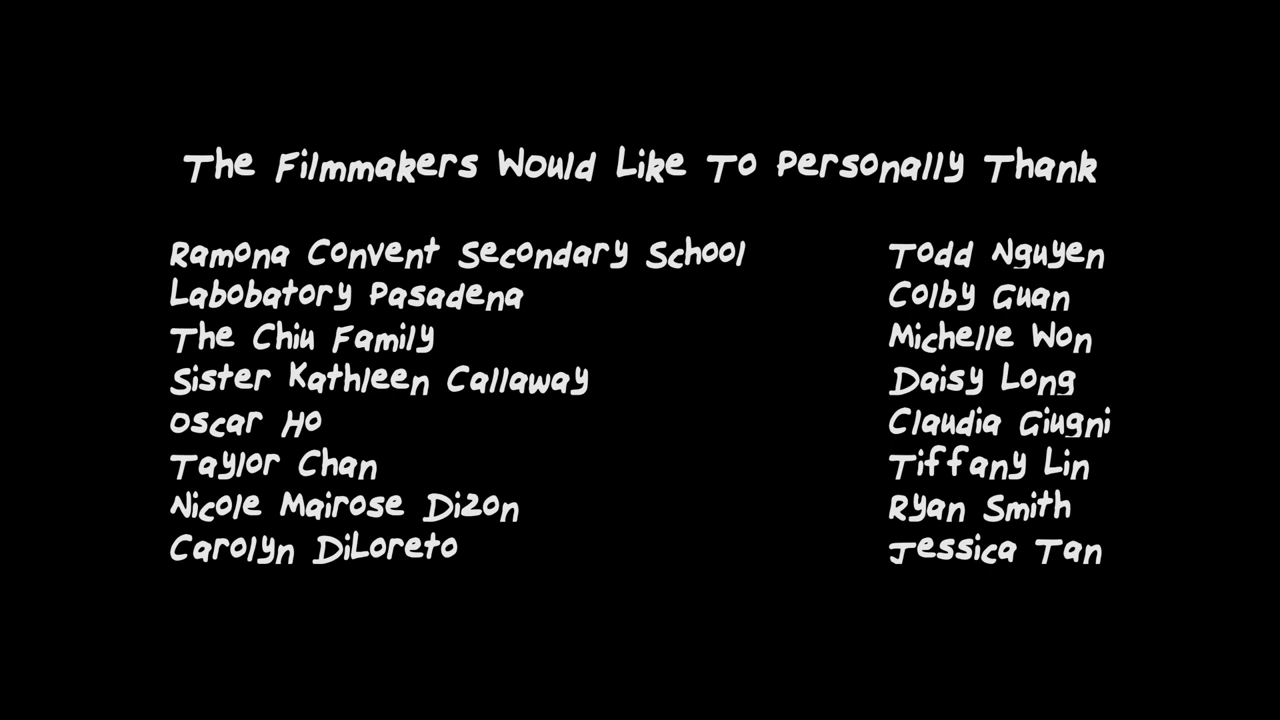 The Filmmakers Would Like To Personally Thank
Ramona Convent Secondary School
Labobatory Pasadena
The Chiu Family
Sister Kathleen Callaway
Oscar Ho
Taylor Chan
Nicole Mairose Dizon
Carolyn DiLoreto
Todd Nguyen
Colby Guan
Michelle Won
Daisy Long
Claudia Giugni
Tiffany Lin
Ryan Smith
Jessica Tan